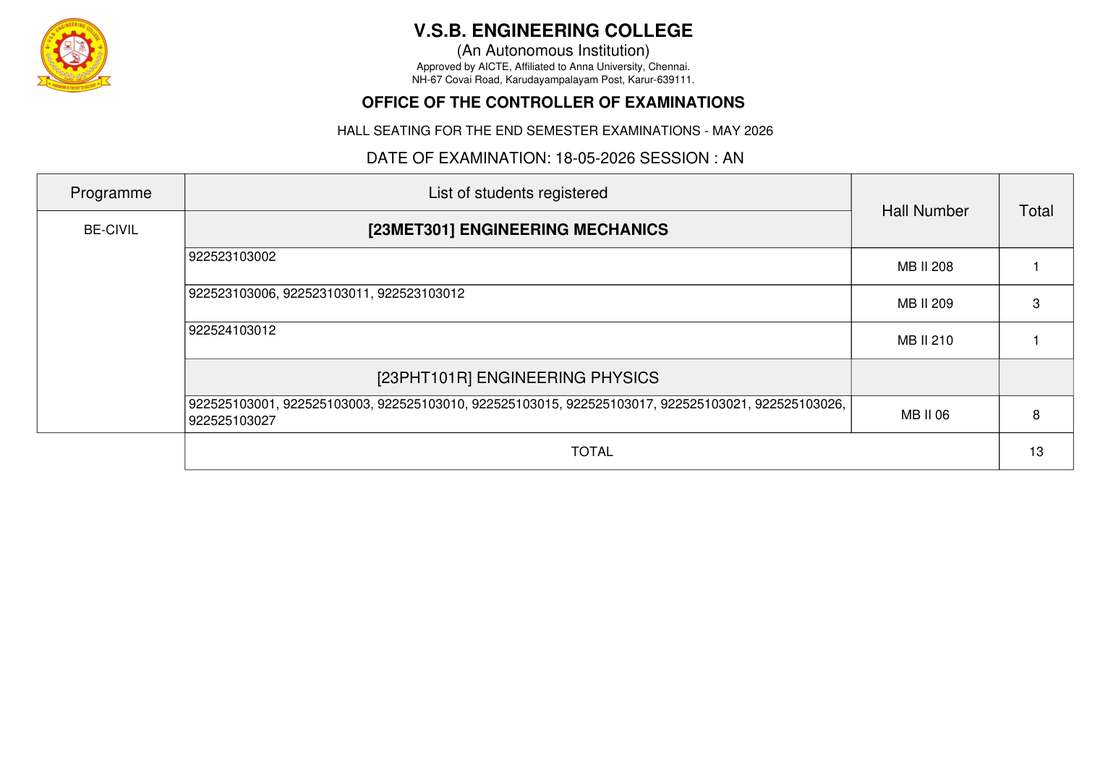 V.S.B. ENGINEERING COLLEGE
(An Autonomous Institution)
Approved by AICTE, Affiliated to Anna University, Chennai.
NH-67 Covai Road, Karudayampalayam Post, Karur-639111.
OFFICE OF THE CONTROLLER OF EXAMINATIONS
HALL SEATING FOR THE END SEMESTER EXAMINATIONS - MAY 2026
DATE OF EXAMINATION: 18-05-2026 SESSION : AN
Programme List of students registered Hall Number Total
BE-CIVIL [23MET301] ENGINEERING MECHANICS
922523103002 MB II 208 1
922523103006, 922523103011, 922523103012 MB II 209 3
922524103012 MB II 210 1
[23PHT101R] ENGINEERING PHYSICS
922525103001, 922525103003, 922525103010, 922525103015, 922525103017, 922525103021, 922525103026, MB II 06 8
922525103027
TOTAL 13